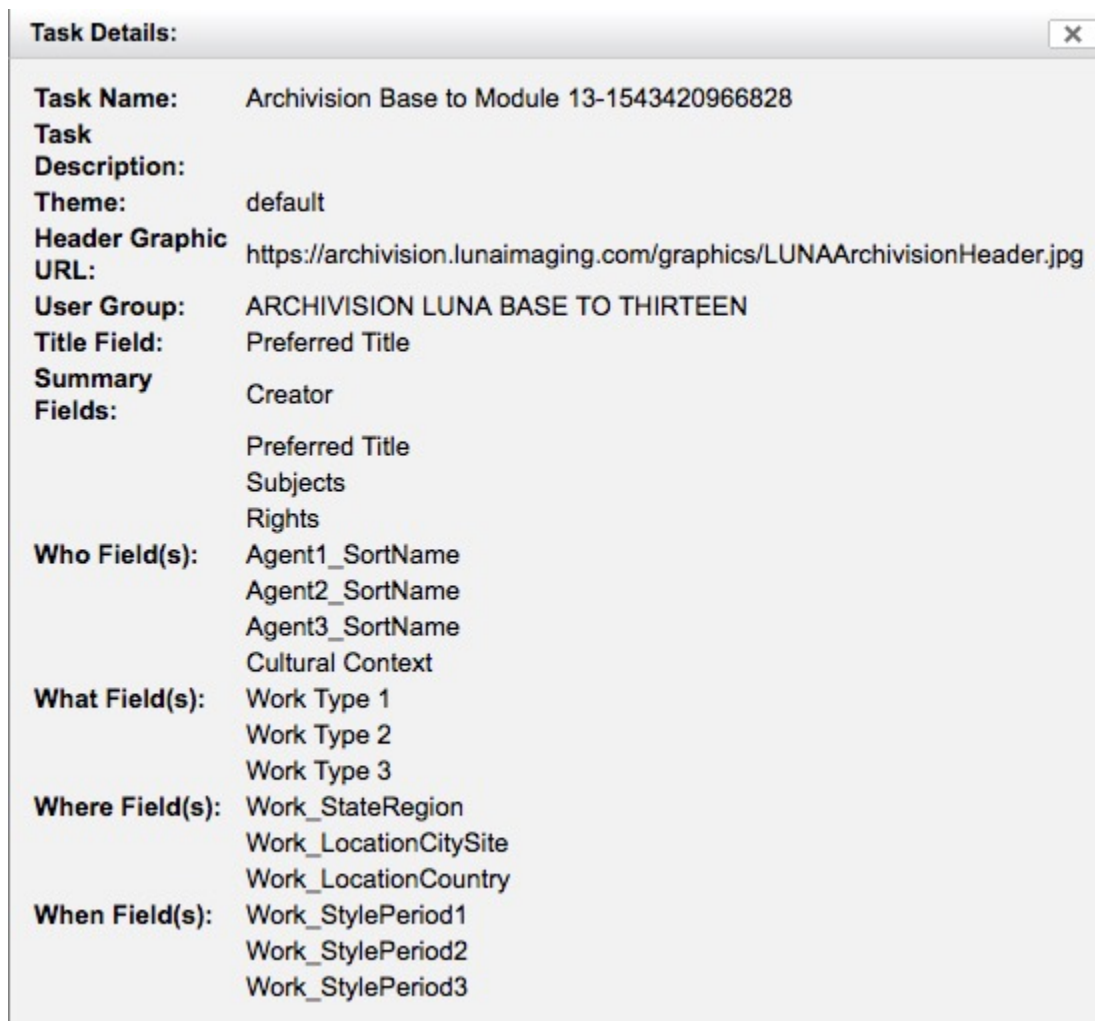 Task Details:
Task Name: Archivision Base to Module 13-1543420966828
Task
Description:
Theme: default
Header Graphic
URL: https://archivision.lunaimaging.com/graphics/LUNAArchivisionHeader.jpg
User Group: ARCHIVISION LUNA BASE TO THIRTEEN
Title Field: Preferred Title
Summary
Fields: Creator
Preferred Title
Subjects
Rights
Who Field(s): Agent1_SortName
Agent2_SortName
Agent3_SortName
Cultural Context
What Field(s): Work Type 1
Work Type 2
Work Type 3
Where Field(s): Work_StateRegion
Work_LocationCitySite
Work_LocationCountry
When Field(s): Work_StylePeriod1
Work_StylePeriod2
Work_StylePeriod3